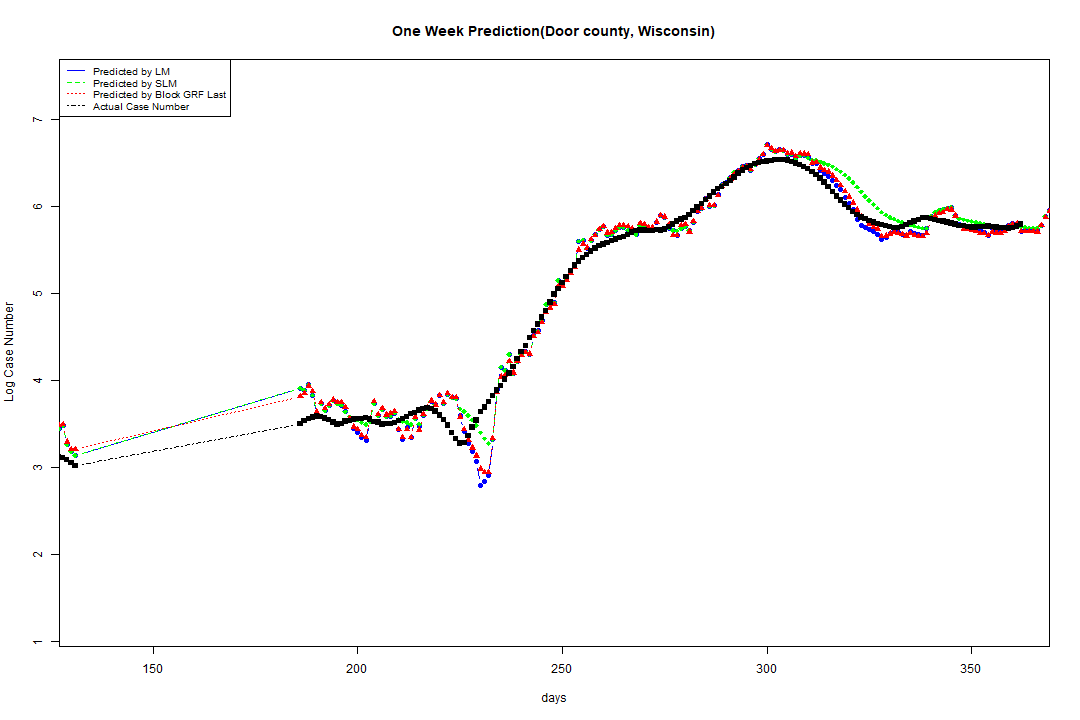 One Week Prediction(Door county, Wisconsin)
Predicted by LM
Predicted by SLM
Predicted by Block GRF Last
Actual Case Number
Log Case Number
7
6
5
4
3
2
1
150 200 250 300 350
days